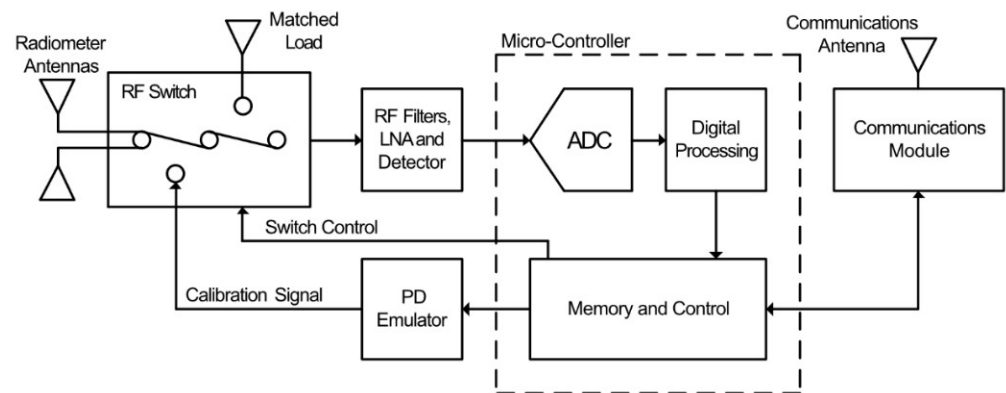 Matched
Load
Radiometer
Antennas
RF Switch
RF Filters,
LNA and
Detector
Micro-Controller
ADC
Digital
Processing
Communications
Antenna
Communications
Module
Switch Control
Calibration Signal
PD
Emulator
Memory and Control